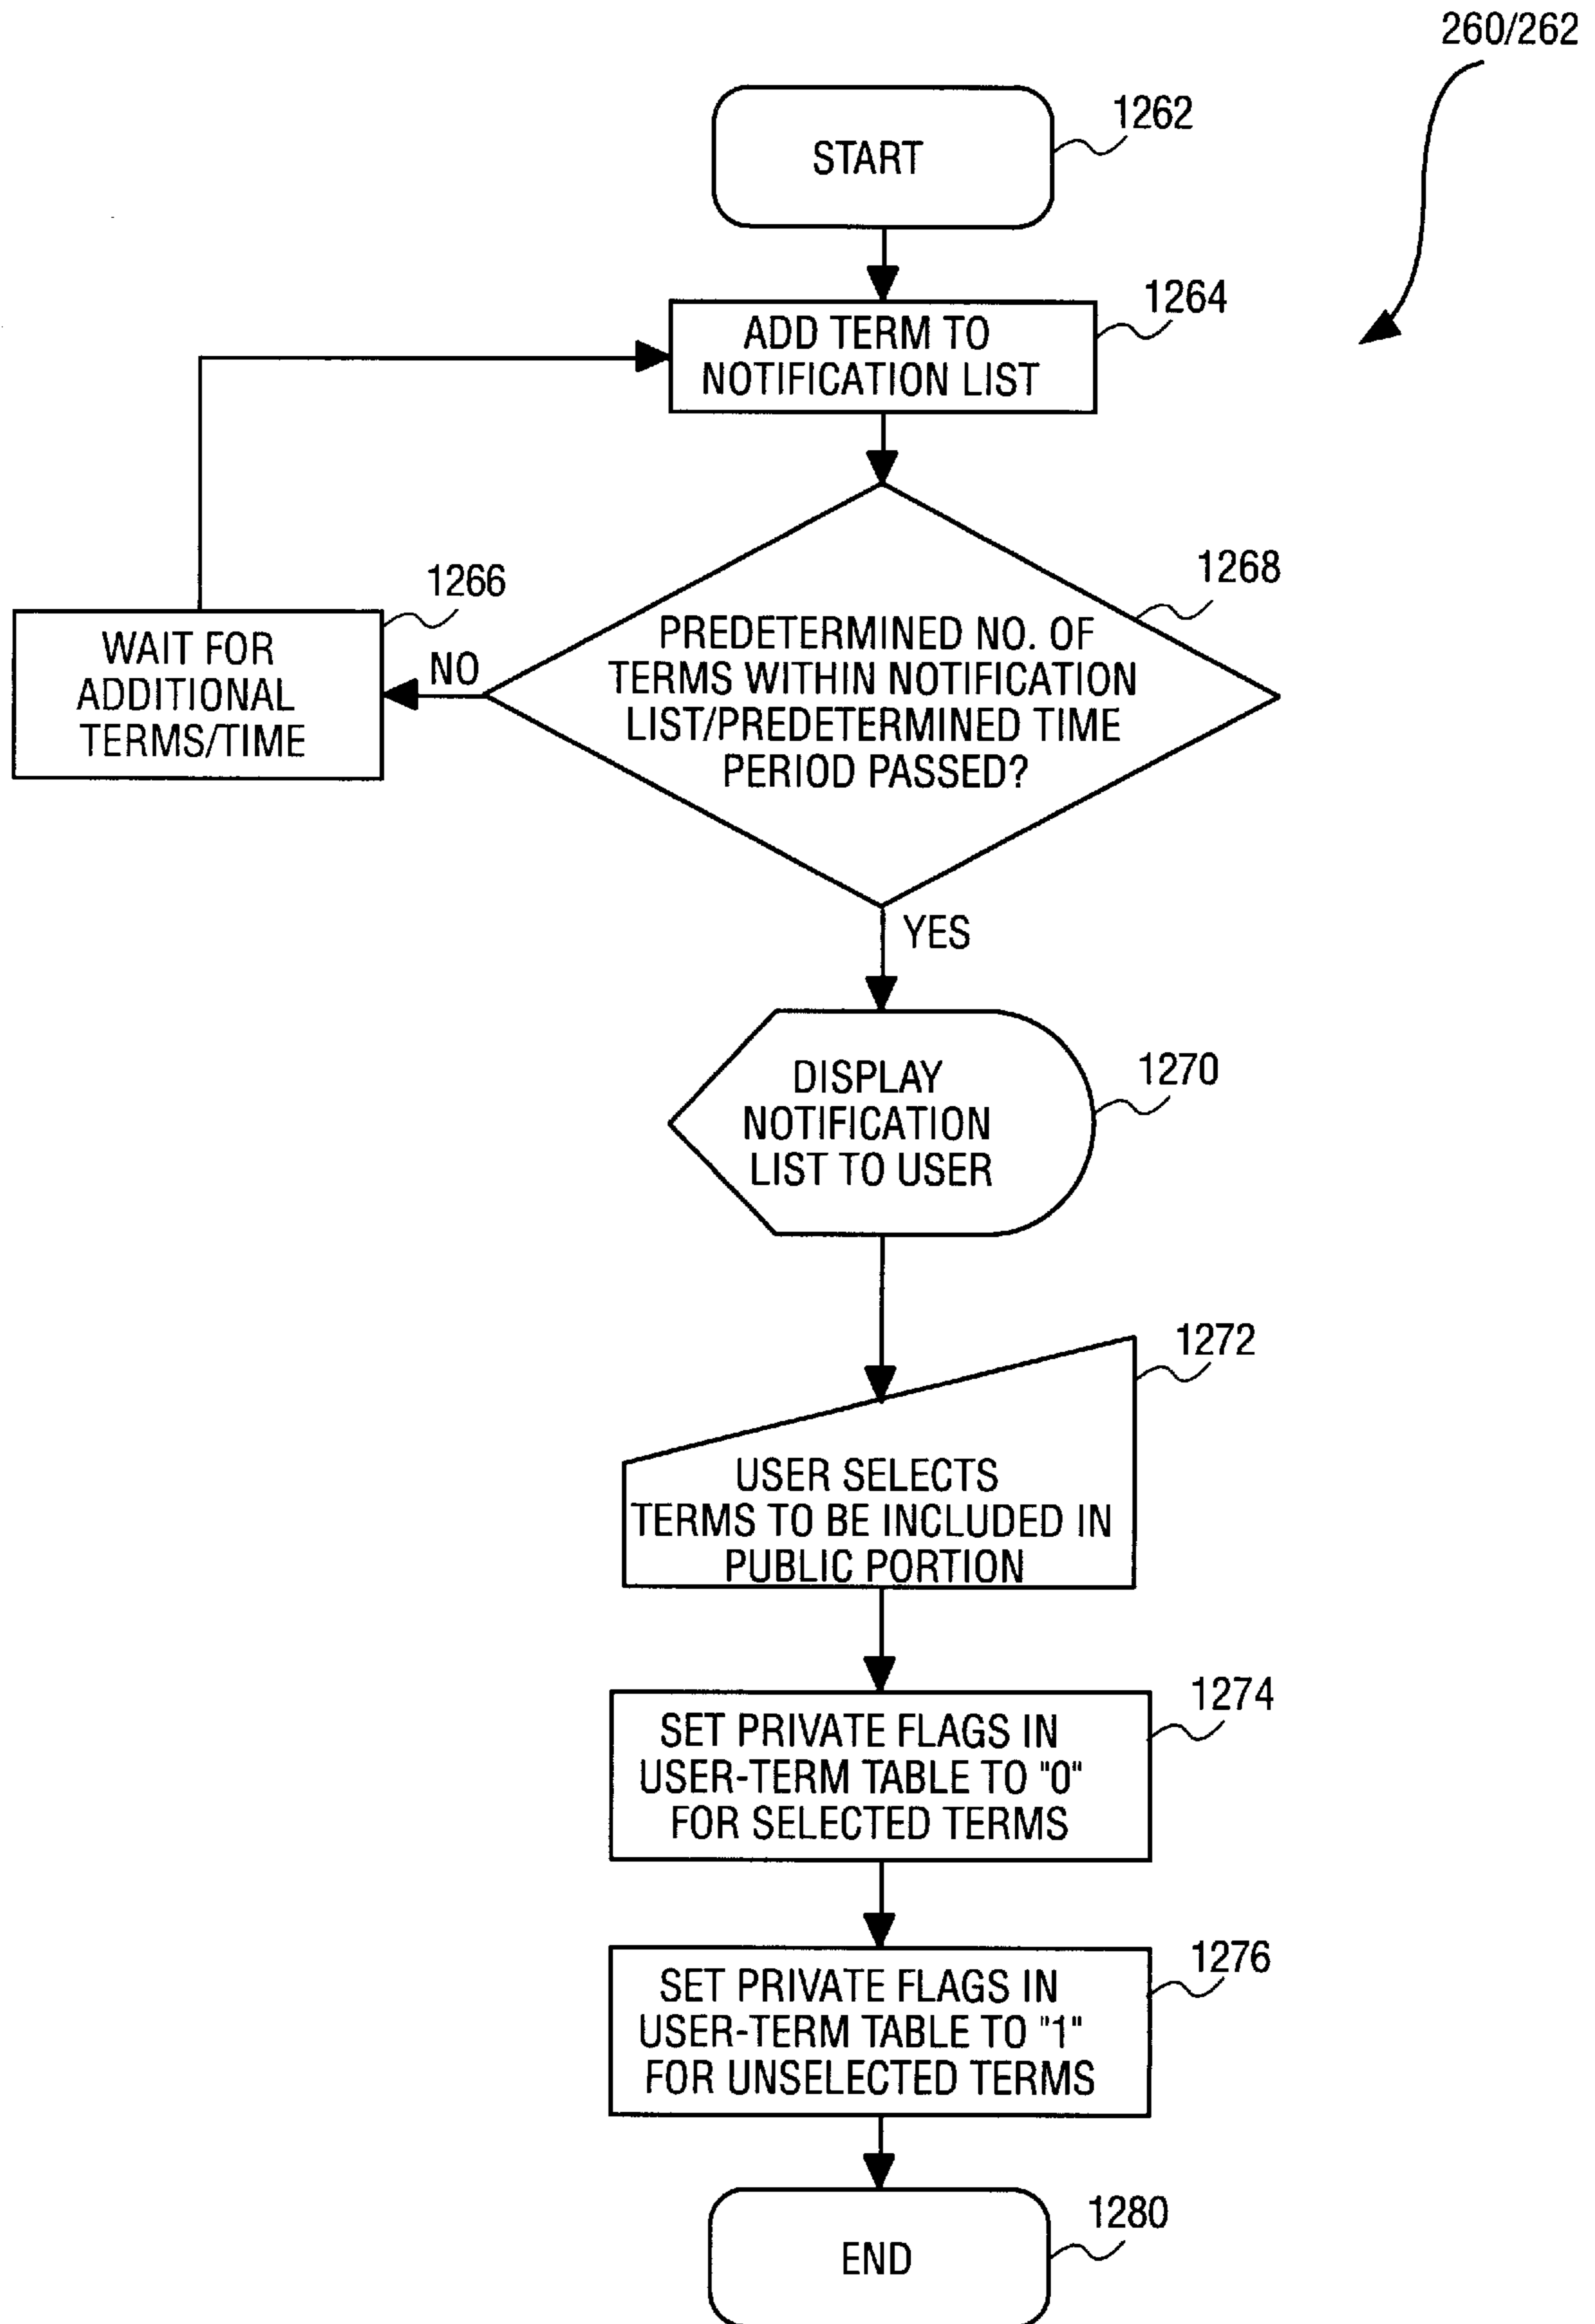 260/262
1262
START
1264
ADD TERM TO
NOTIFICATION LIST
1266
WAIT FOR
ADDITIONAL
TERMS/TIME
NO
1268
PREDETERMINED NO. OF
TERMS WITHIN NOTIFICATION
LIST/PREDETERMINED TIME
PERIOD PASSED?
YES
1270
DISPLAY
NOTIFICATION
LIST TO USER
1272
USER SELECTS
TERMS TO BE INCLUDED IN
PUBLIC PORTION
1274
SET PRIVATE FLAGS IN
USER-TERM TABLE TO "0"
FOR SELECTED TERMS
1276
SET PRIVATE FLAGS IN
USER-TERM TABLE TO "1"
FOR UNSELECTED TERMS
1280
END